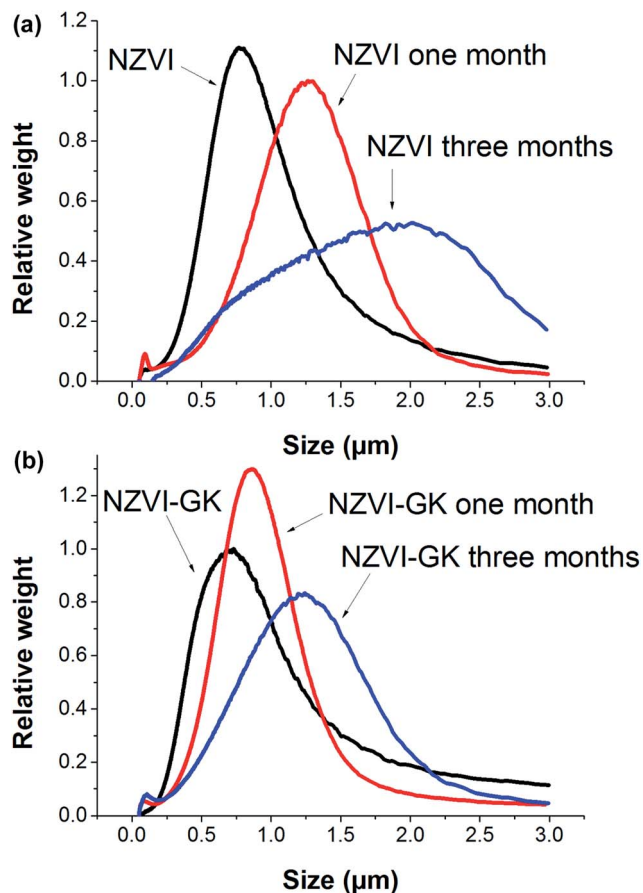 (a)
NZVI
NZVI one month
NZVI three months
Relative weight
1.2
1.0
0.8
0.6
0.4
0.2
0.0
0.0 0.5 1.0 1.5 2.0 2.5 3.0
Size (µm)
(b)
NZVI-GK
NZVI-GK one month
NZVI-GK three months
Relative weight
1.2
1.0
0.8
0.6
0.4
0.2
0.0
0.0 0.5 1.0 1.5 2.0 2.5 3.0
Size (µm)